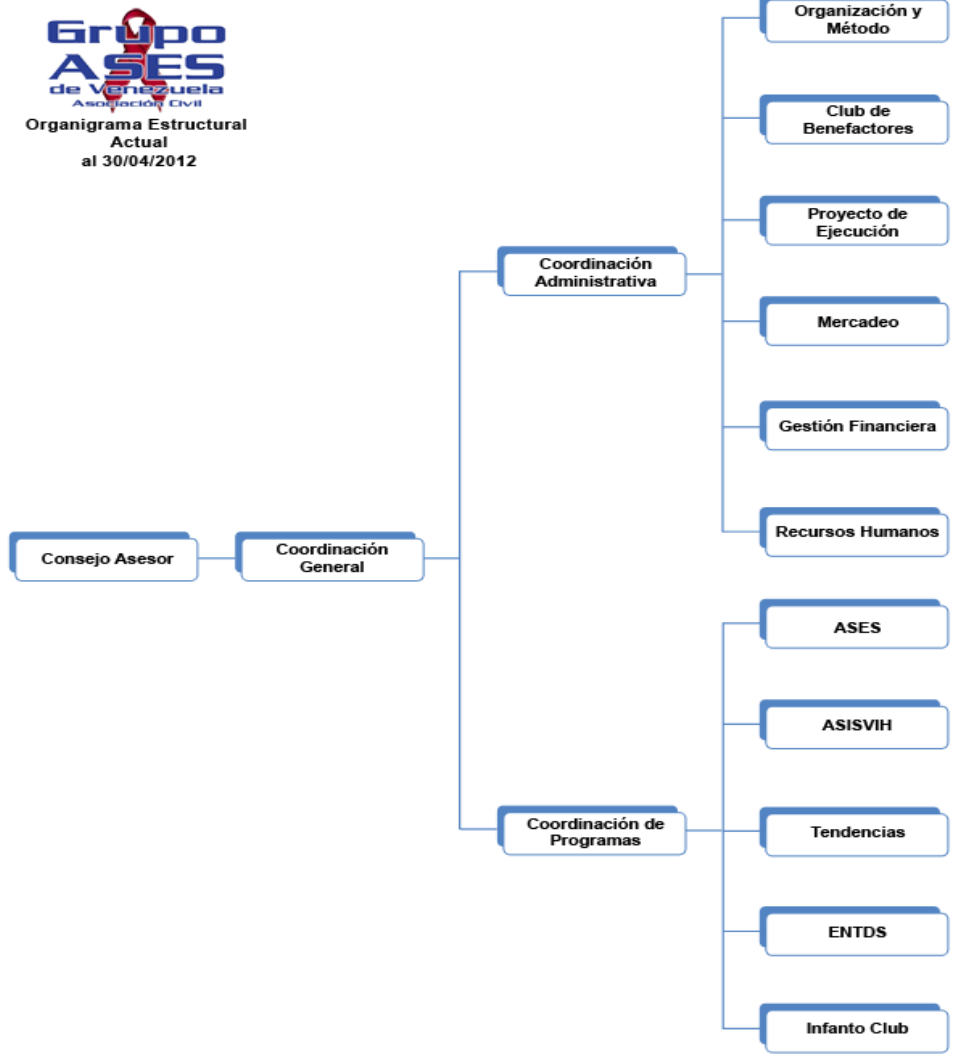 Grupo
ASES
de Venezuela
Asociación Civil
Organigrama Estructural
Actual
al 30/04/2012
Organización y
Método
Club de
Benefactores
Proyecto de
Ejecución
Coordinación
Administrativa
Mercadeo
Gestión Financiera
Recursos Humanos
Consejo Asesor
Coordinación
General
ASES
ASISVIH
Coordinación de
Programas
Tendencias
ENTDS
Infanto Club